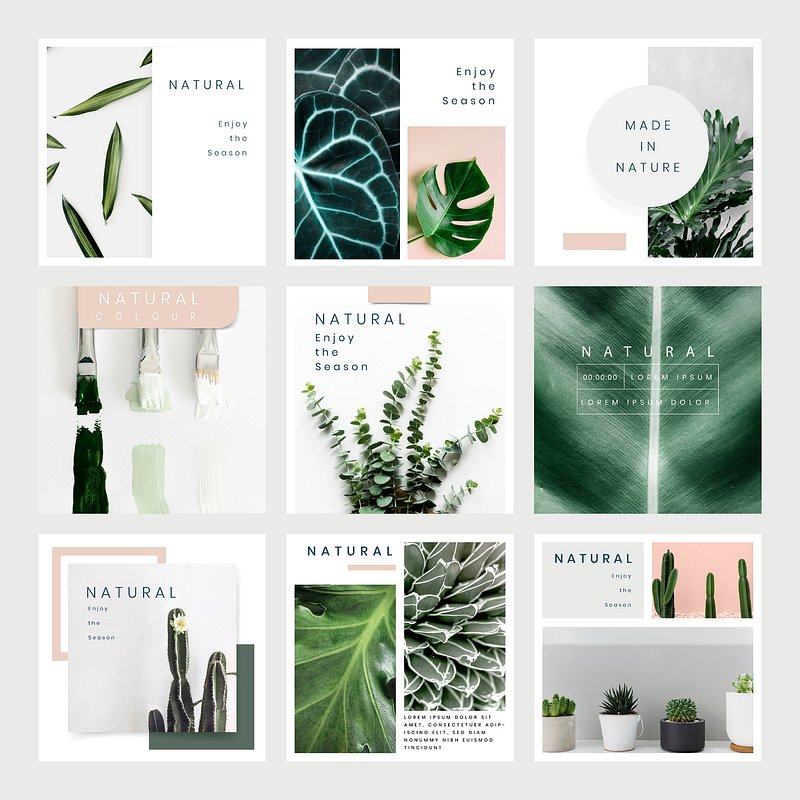 NATURAL
Enjoy
the
Season
Enjoy
the
Season
MADE
IN
NATURE
NATURAL
COLOUR
NATURAL
Enjoy
the
Season
NATURAL
00:00:00 LOREM IPSUM
LOREM IPSUM DOLOR
NATURAL
Enjoy
the
Season
NATURAL
LOREM IPSUM DOLOR SIT
AMET, CONSECTETUER ADIP-
ISCING ELIT, SED DIAM
NONUMMY NIBH EUISMOD
TINCIDUNT
NATURAL
Enjoy
the
Season